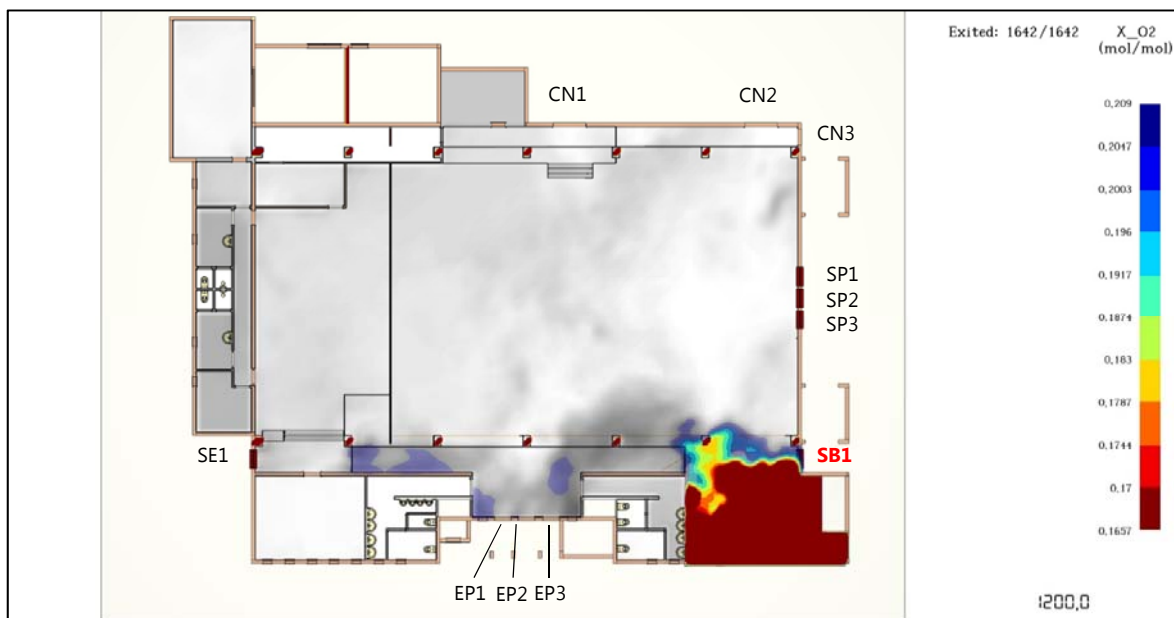 Exited: 1642/1642
X_O2
(mol/mol)
CN1
CN2
CN3
0,209
0,2047
0,2003
0,196
0,1917
0,1874
0,183
0,1787
0,1744
0,17
0,1657
SP1
SP2
SP3
SE1
SB1
EP1 EP2 EP3
1200,0